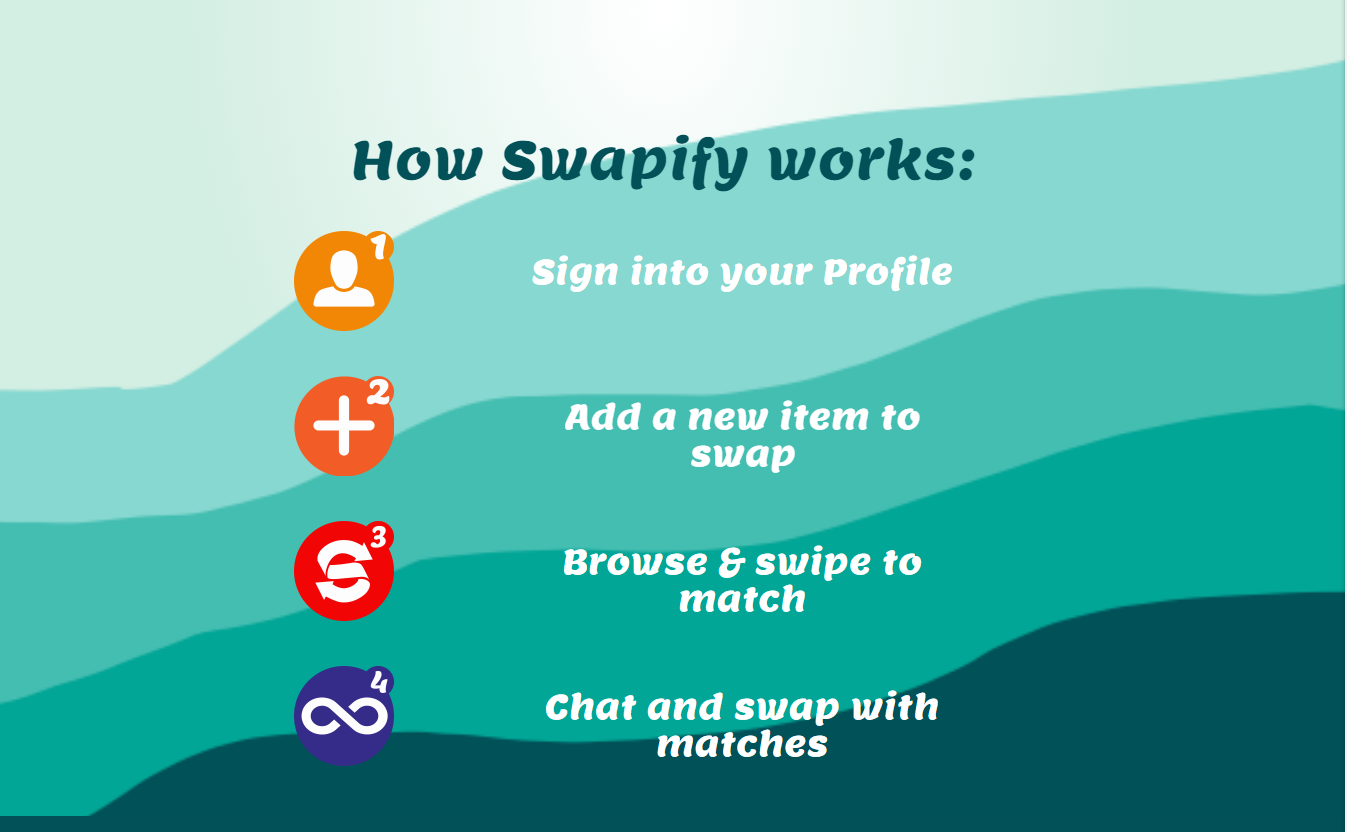 How Swapify works:
1
Sign into your Profile
2
Add a new item to
swap
3
Browse & swipe to
match
4
Chat and swap with
matches